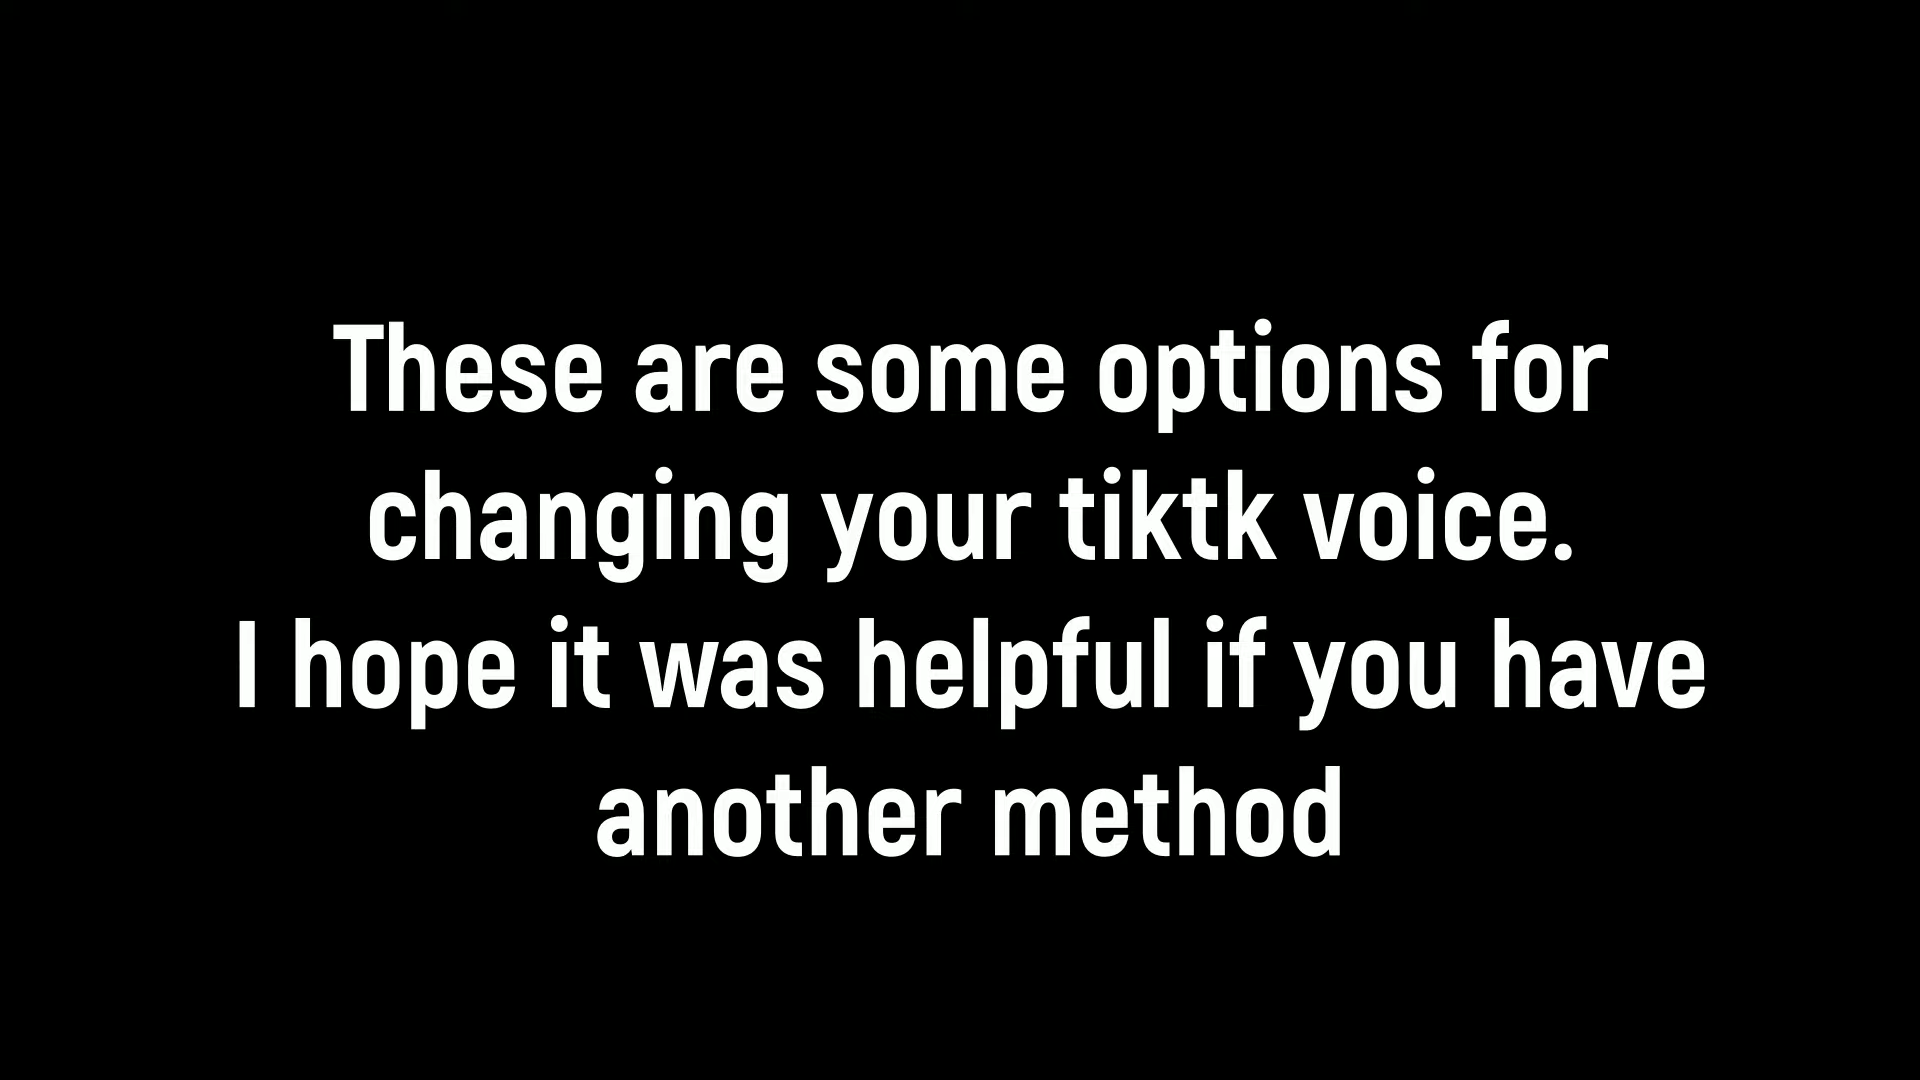 These are some options for
changing your tiktk voice.
I hope it was helpful if you have
another method